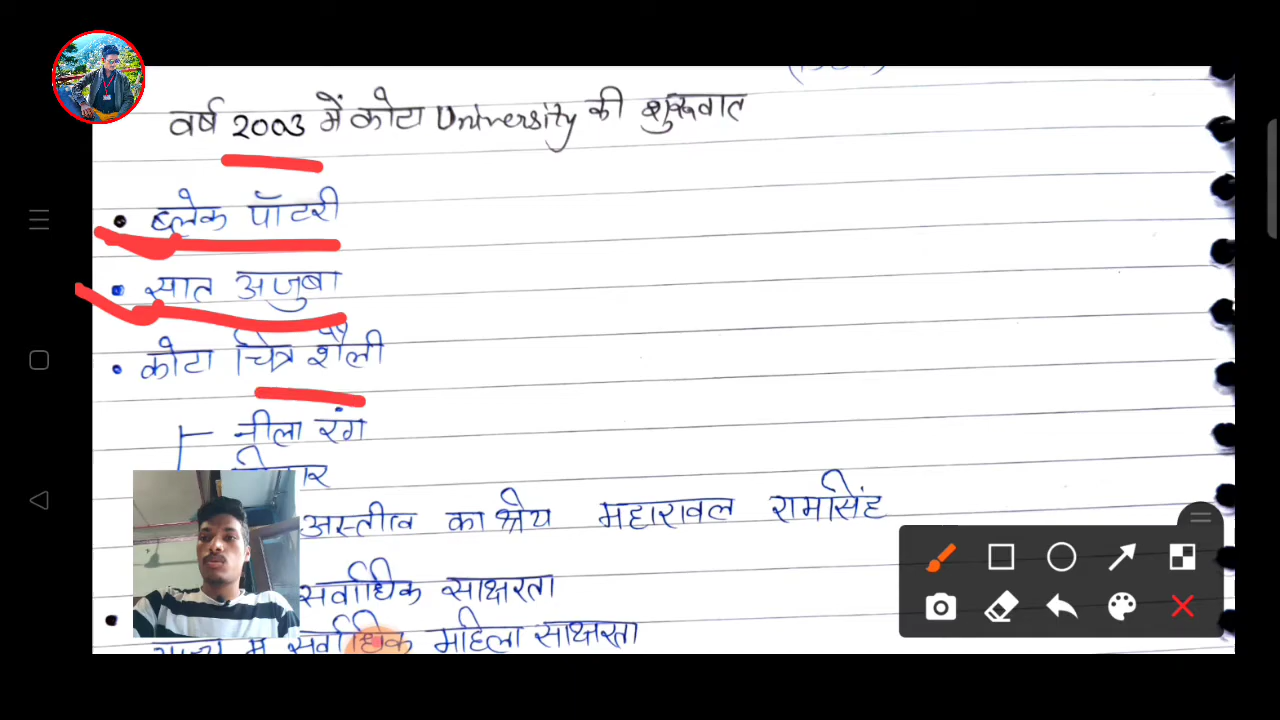 वर्ष 2003 में कोटा University की शुरूवात
• ब्लेक पॉटरी
• सात अजुबा
• कोटा चित्र शैली
नीला रंग
अस्तीत्व का श्रेय महारावल रामसिंह
• सर्वाधिक साक्षरता
राज्य में सर्वाधिक महिला साक्षरता